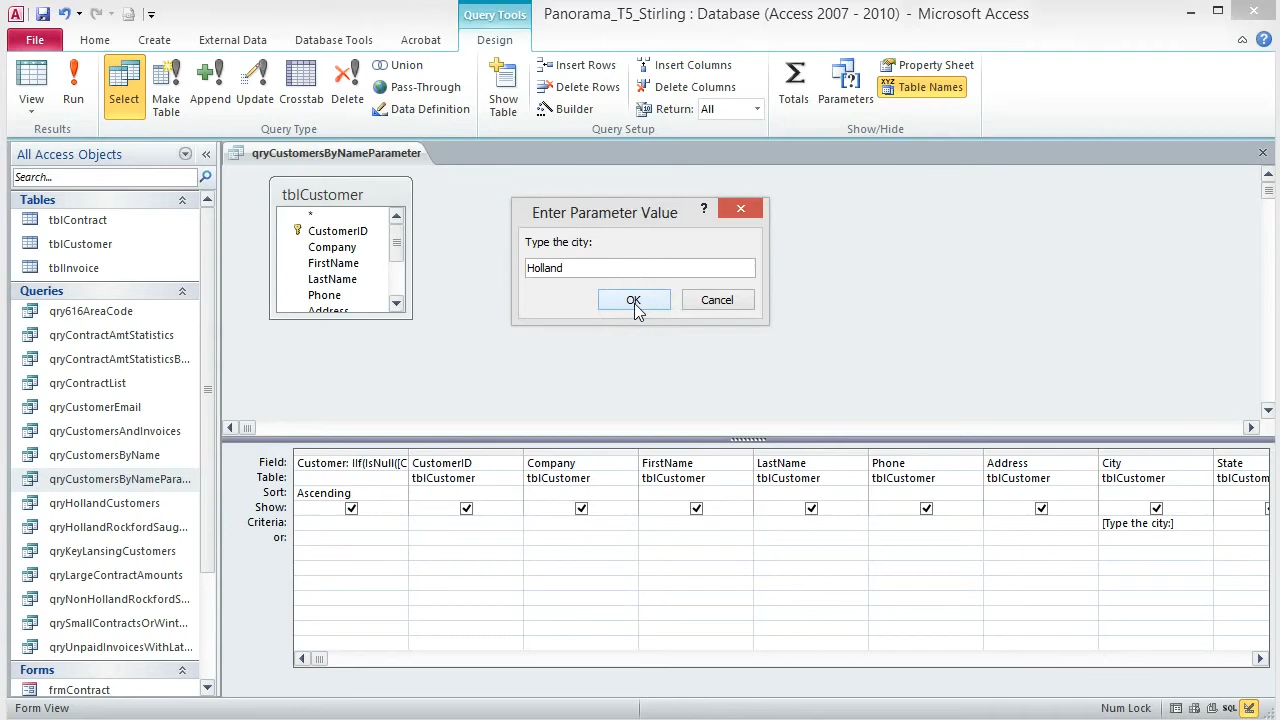 Query Tools
Panorama_T5_Stirling : Database (Access 2007 - 2010) - Microsoft Access
File Home Create External Data Database Tools Acrobat Design
View
Run
Results
Select
Make Table
Append
Update
Crosstab
Delete
Union
Pass-Through
Data Definition
Query Type
Show Table
Insert Rows
Delete Rows
Builder
Insert Columns
Delete Columns
Return: All
Query Setup
Totals
Parameters
Property Sheet
XYZ Table Names
Show/Hide
All Access Objects
Search...
Tables
tblContract
tblCustomer
tblInvoice
Queries
qry616AreaCode
qryContractAmtStatistics
qryContractAmtStatisticsB...
qryContractList
qryCustomerEmail
qryCustomersAndInvoices
qryCustomersByName
qryCustomersByNamePara...
qryHollandCustomers
qryHollandRockfordSaug...
qryKeyLansingCustomers
qryLargeContractAmounts
qryNonHollandRockfordS...
qrySmallContractsOrWint...
qryUnpaidInvoicesWithLat...
Forms
frmContract
qryCustomersByNameParameter
tblCustomer
*
CustomerID
Company
FirstName
LastName
Phone
Address
Enter Parameter Value ?
Type the city:
Holland
OK Cancel
Field: Customer: IIf(IsNull([C CustomerID Company FirstName LastName Phone Address City State
Table: tblCustomer tblCustomer tblCustomer tblCustomer tblCustomer tblCustomer tblCustomer tblCustom
Sort: Ascending
Show:
Criteria: [Type the city:]
or:
Form View Num Lock SQL